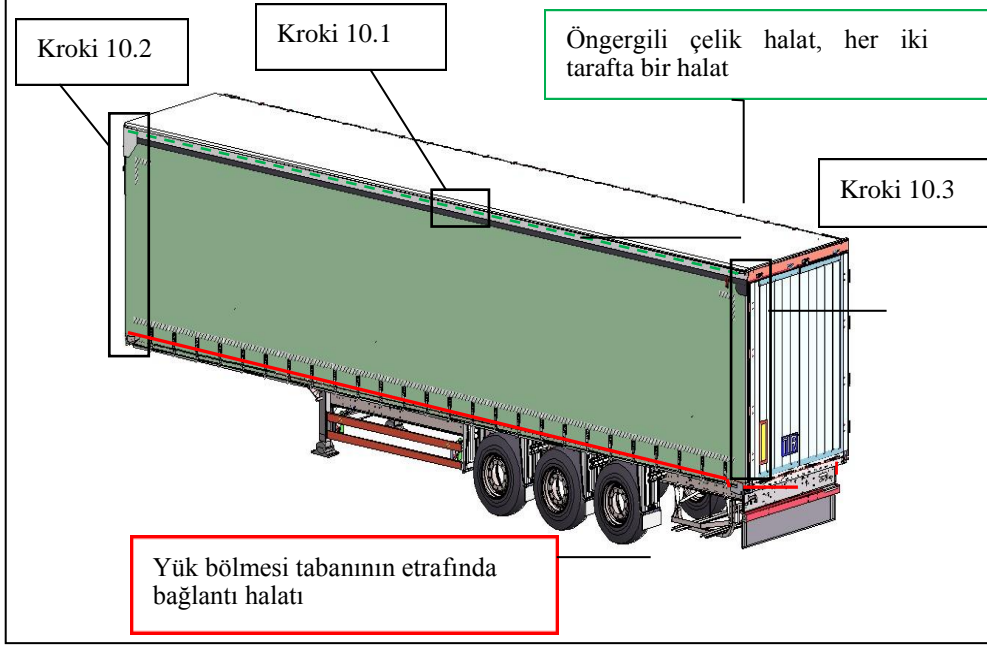 Kroki 10.2
Kroki 10.1
Öngergili çelik halat, her iki
tarafta bir halat
Kroki 10.3
Yük bölmesi tabanının etrafında
bağlantı halatı